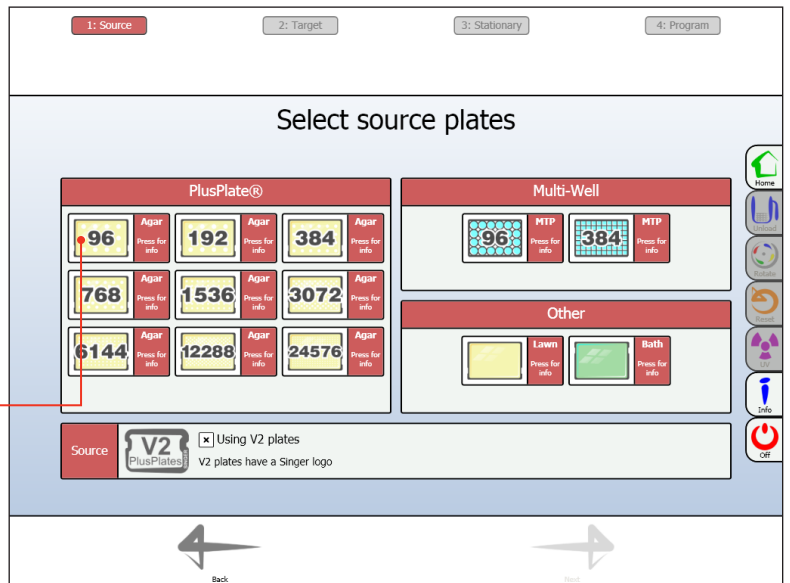 1: Source
2: Target
3: Stationary
4: Program
Select source plates
PlusPlate®
96
Agar
Press for
info
192
Agar
Press for
info
384
Agar
Press for
info
768
Agar
Press for
info
1536
Agar
Press for
info
3072
Agar
Press for
info
6144
Agar
Press for
info
12288
Agar
Press for
info
24576
Agar
Press for
info
Multi-Well
96
MTP
Press for
info
384
MTP
Press for
info
Other
Lawn
Press for
info
Bath
Press for
info
Home
Unload
Rotate
Reset
UV
Info
Off
Source
V2
PlusPlates
SINGER
Using V2 plates
V2 plates have a Singer logo
Back
Next